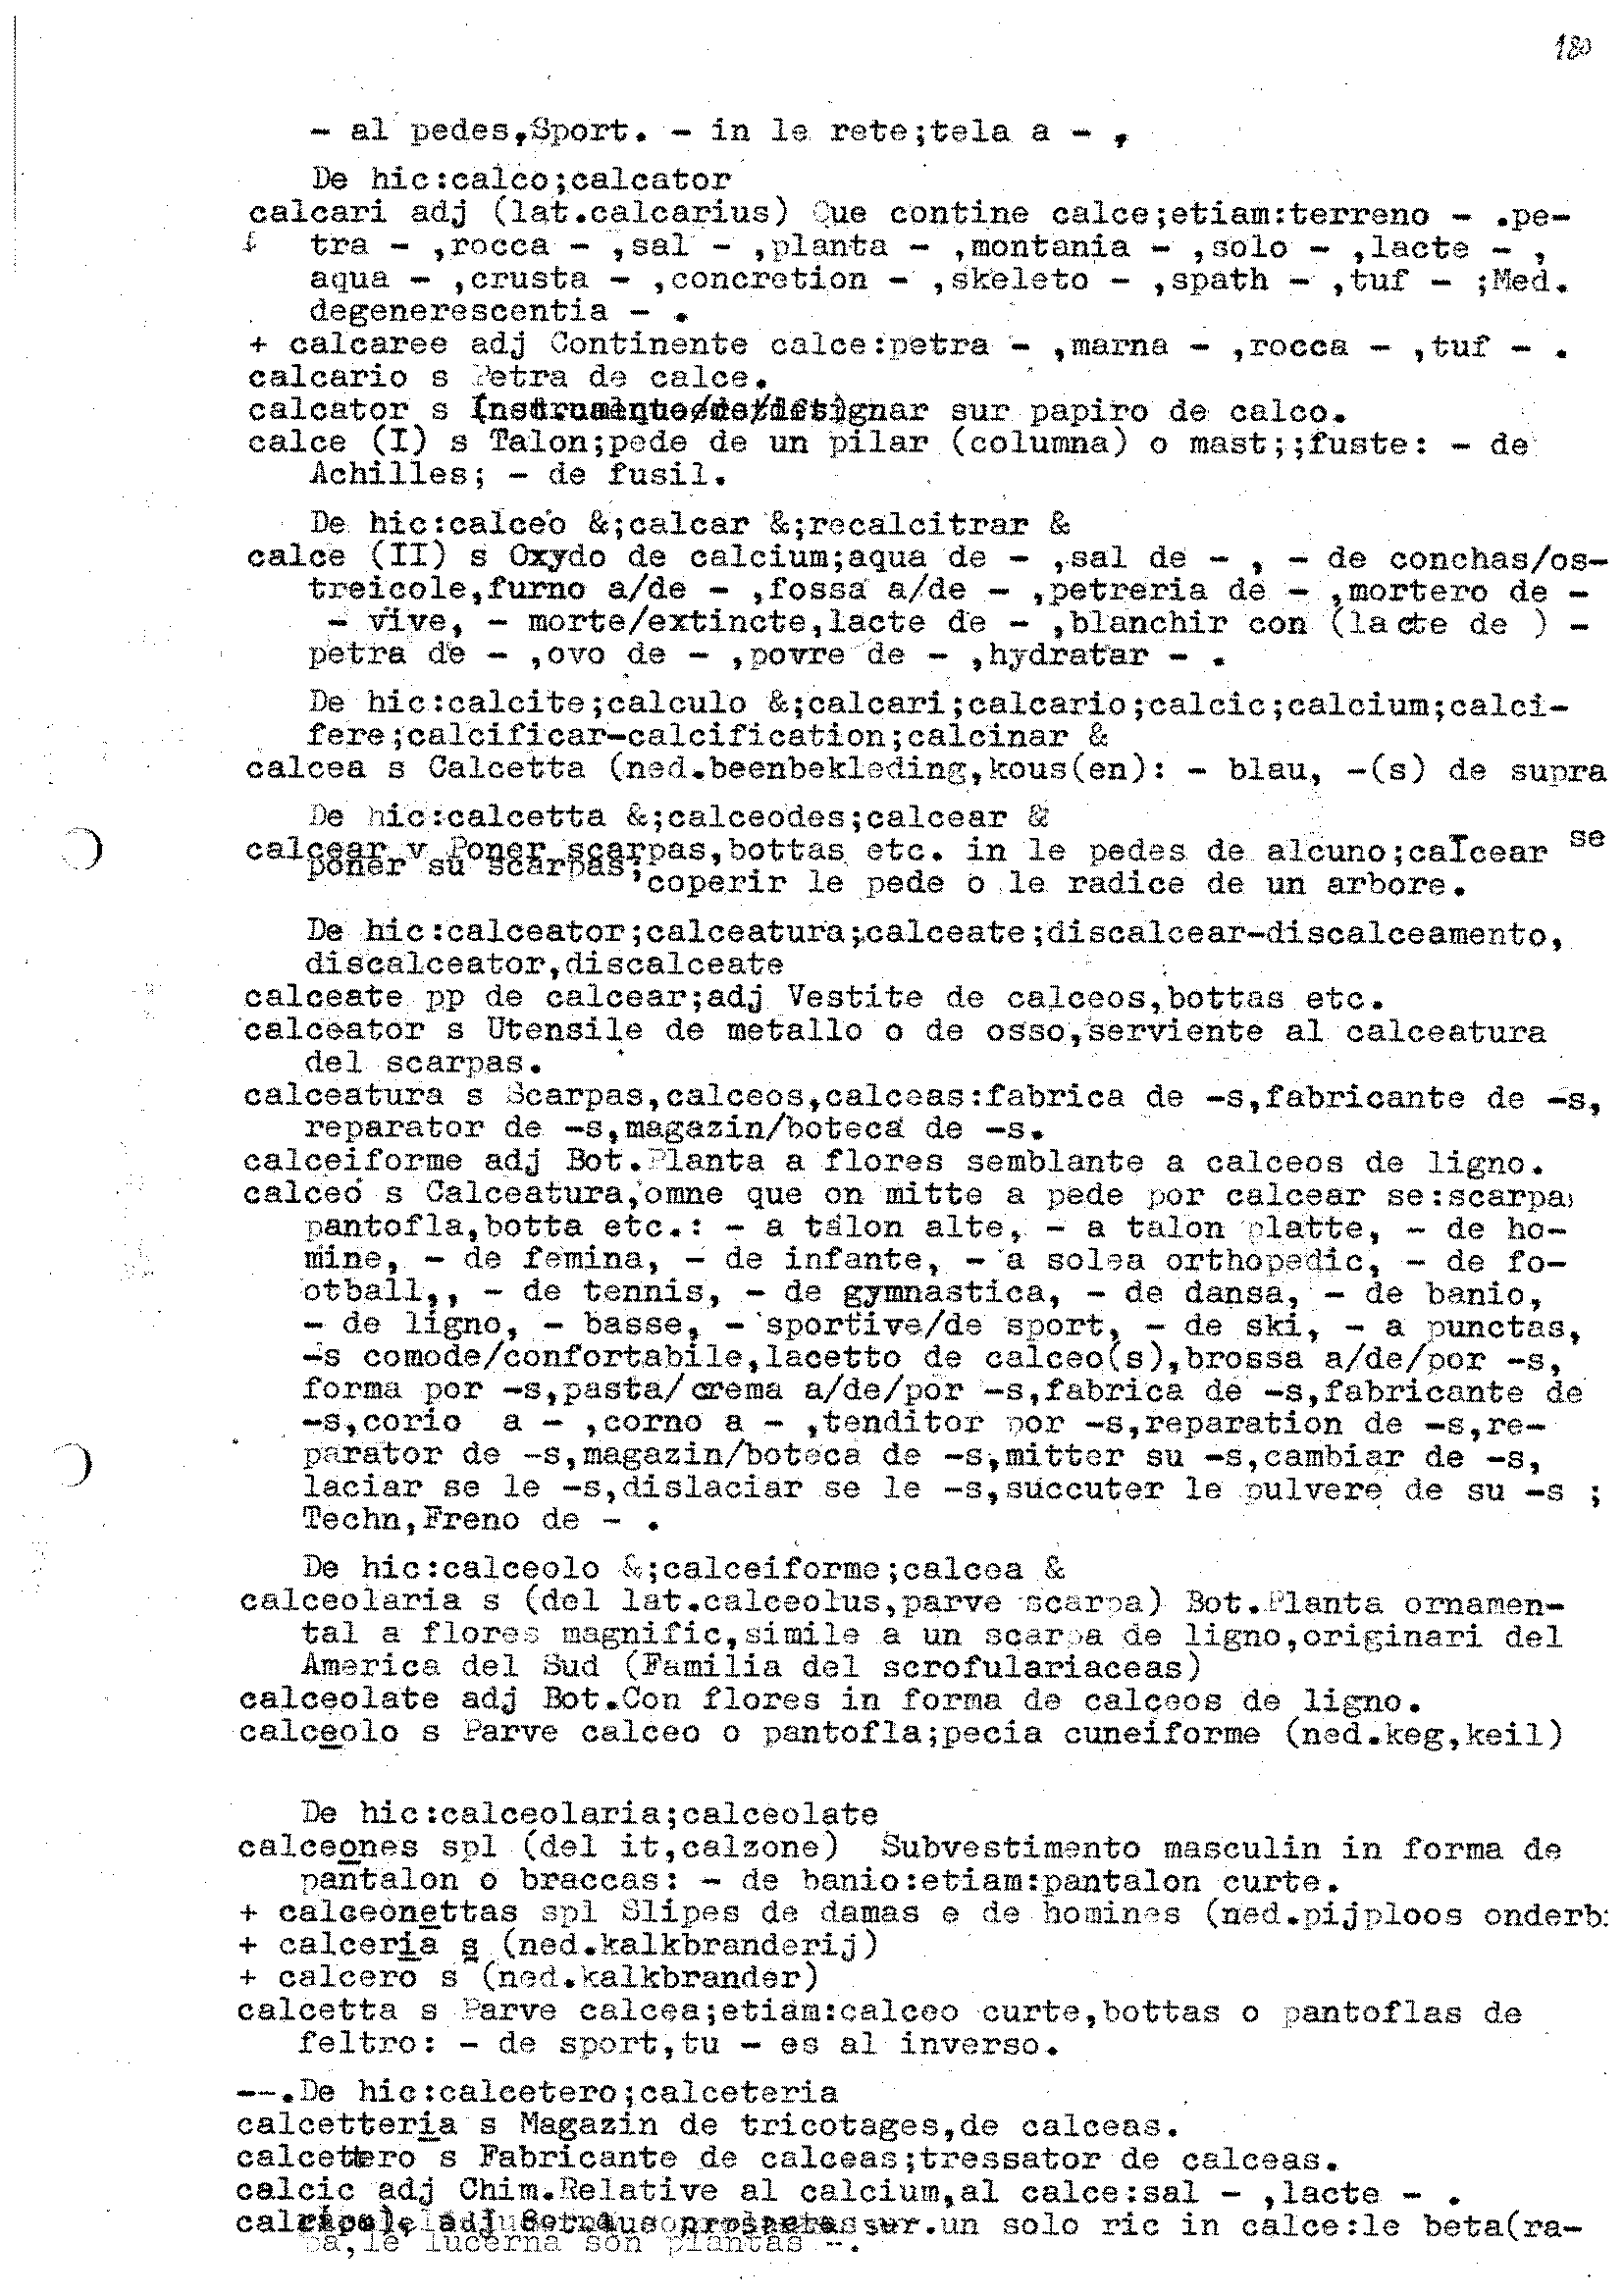 180
- al pedes,Sport. - in le rete;tela a - ,
De hic:calco;calcator
calcari adj (lat.calcarius) Que contine calce;etiam:terreno - .pe-
tra - ,rocca - ,sal - ,planta - ,montania - ,solo - ,lacte - ,
aqua - ,crusta - ,concretion - ,skeleto - ,spath - ,tuf - ;Med.
degenerescentia - .
+ calcaree adj Continente calce:petra - ,marna - ,rocca - ,tuf - .
calcario s Petra de calce.
calcator s signar sur papiro de calco.
calce (I) s Talon;pede de un pilar (columna) o mast;;fuste: - de
Achilles; - de fusil.
De hic:calceo &;calcar &;recalcitrar &
calce (II) s Oxydo de calcium;aqua de - ,sal de - , - de conchas/os-
treicole,furno a/de - ,fossa a/de - ,petreria de - ,mortero de -
- vive, - morte/extincte,lacte de - ,blanchir con (lacte de ) -
petra de - ,ovo de - ,povre de - ,hydratar - .
De hic:calcite;calculo &;calcari;calcario;calcic;calcium;calci-
fere;calcificar-calcification;calcinar &
calcea s Calcetta (ned.beenbekleding,kous(en): - blau, -(s) de supra
De hic:calcetta &;calceodes;calcear &
calcear v Poner scarpas,bottas etc. in le pedes de alcuno;calcear se
poner su scarpas;coperir le pede o le radice de un arbore.
De hic:calceator;calceatura;calceate;discalcear-discalceamento,
discalceator,discalceate
calceate pp de calcear;adj Vestite de calceos,bottas etc.
calceator s Utensile de metallo o de osso,serviente al calceatura
del scarpas.
calceatura s Scarpas,calceos,calceas:fabrica de -s,fabricante de -s,
reparator de -s,magazin/boteca de -s.
calceiforme adj Bot.Planta a flores semblante a calceos de ligno.
calceo s Calceatura,omne que on mitte a pede por calcear se:scarpa,
pantofla,botta etc.: - a talon alte, - a talon platte, - de ho-
mine, - de femina, - de infante, - a solea orthopedic, - de fo-
otball,, - de tennis, - de gymnastica, - de dansa, - de banio,
- de ligno, - basse, - sportive/de sport, - de ski, - a punctas,
-s comode/confortabile,lacetto de calceo(s),brossa a/de/por -s,
forma por -s,pasta/crema a/de/por -s,fabrica de -s,fabricante de
-s,corio a - ,corno a - ,tenditor por -s,reparation de -s,re-
parator de -s,magazin/boteca de -s,mitter su -s,cambiar de -s,
laciar se le -s,dislaciar se le -s,succuter le pulvere de su -s ;
Techn,Freno de - .
De hic:calceolo &;calceiforme;calcea &
calceolaria s (del lat.calceolus,parve scarpa) Bot.Planta ornamen-
tal a flores magnific,simile a un scarpa de ligno,originari del
America del Sud (Familia del scrofulariaceas)
calceolate adj Bot.Con flores in forma de calceos de ligno.
calceolo s Parve calceo o pantofla;pecia cuneiforme (ned.keg,keil)
De hic:calceolaria;calceolate
calceones spl (del it,calzone) Subvestimento masculin in forma de
pantalon o braccas: - de banio:etiam:pantalon curte.
+ calceonettas spl Slipes de damas e de homines (ned.pijploos onderb
+ calceria s (ned.kalkbranderij)
+ calcero s (ned.kalkbrander)
calcetta s Parve calcea;etiam:calceo curte,bottas o pantoflas de
feltro: - de sport,tu - es al inverso.
--.De hic:calcetero;calceteria
calcetteria s Magazin de tricotages,de calceas.
calcettero s Fabricante de calceas;tressator de calceas.
calcic adj Chim.Relative al calcium,al calce:sal - ,lacte - .
adj sur.un solo ric in calce:le beta(ra-
pa,le lucerna son plantas -.